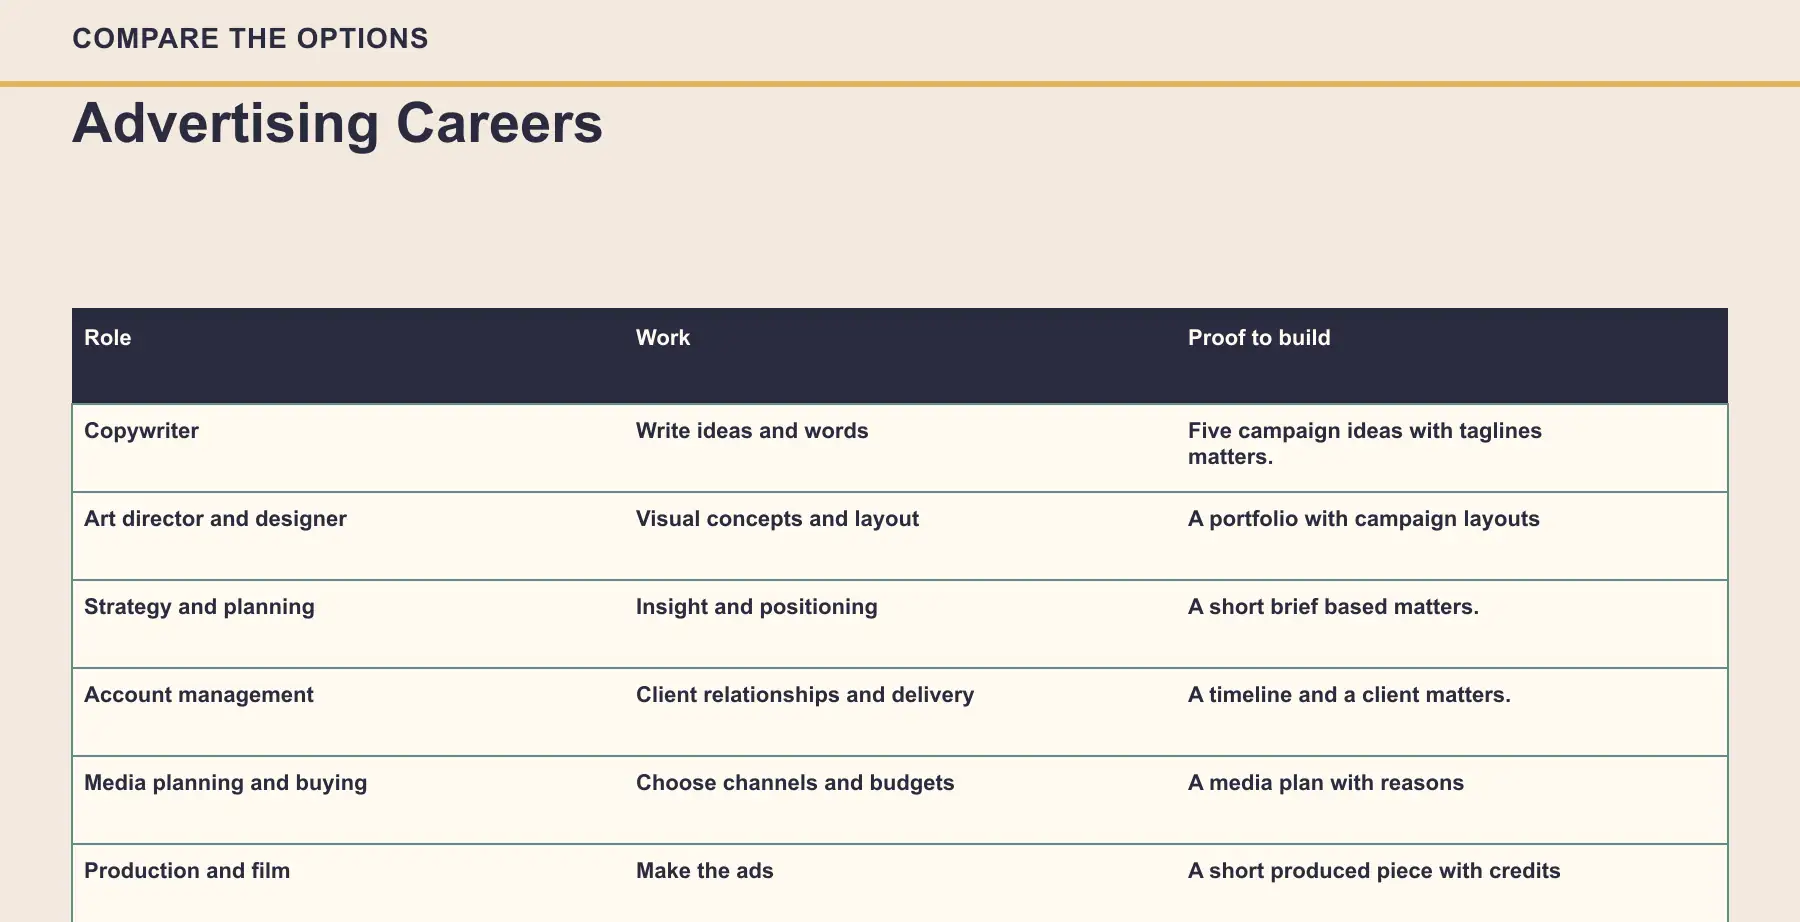 COMPARE THE OPTIONS
Advertising Careers
Role Work Proof to build
Copywriter Write ideas and words Five campaign ideas with taglines
matters.
Art director and designer Visual concepts and layout A portfolio with campaign layouts
Strategy and planning Insight and positioning A short brief based matters.
Account management Client relationships and delivery A timeline and a client matters.
Media planning and buying Choose channels and budgets A media plan with reasons
Production and film Make the ads A short produced piece with credits